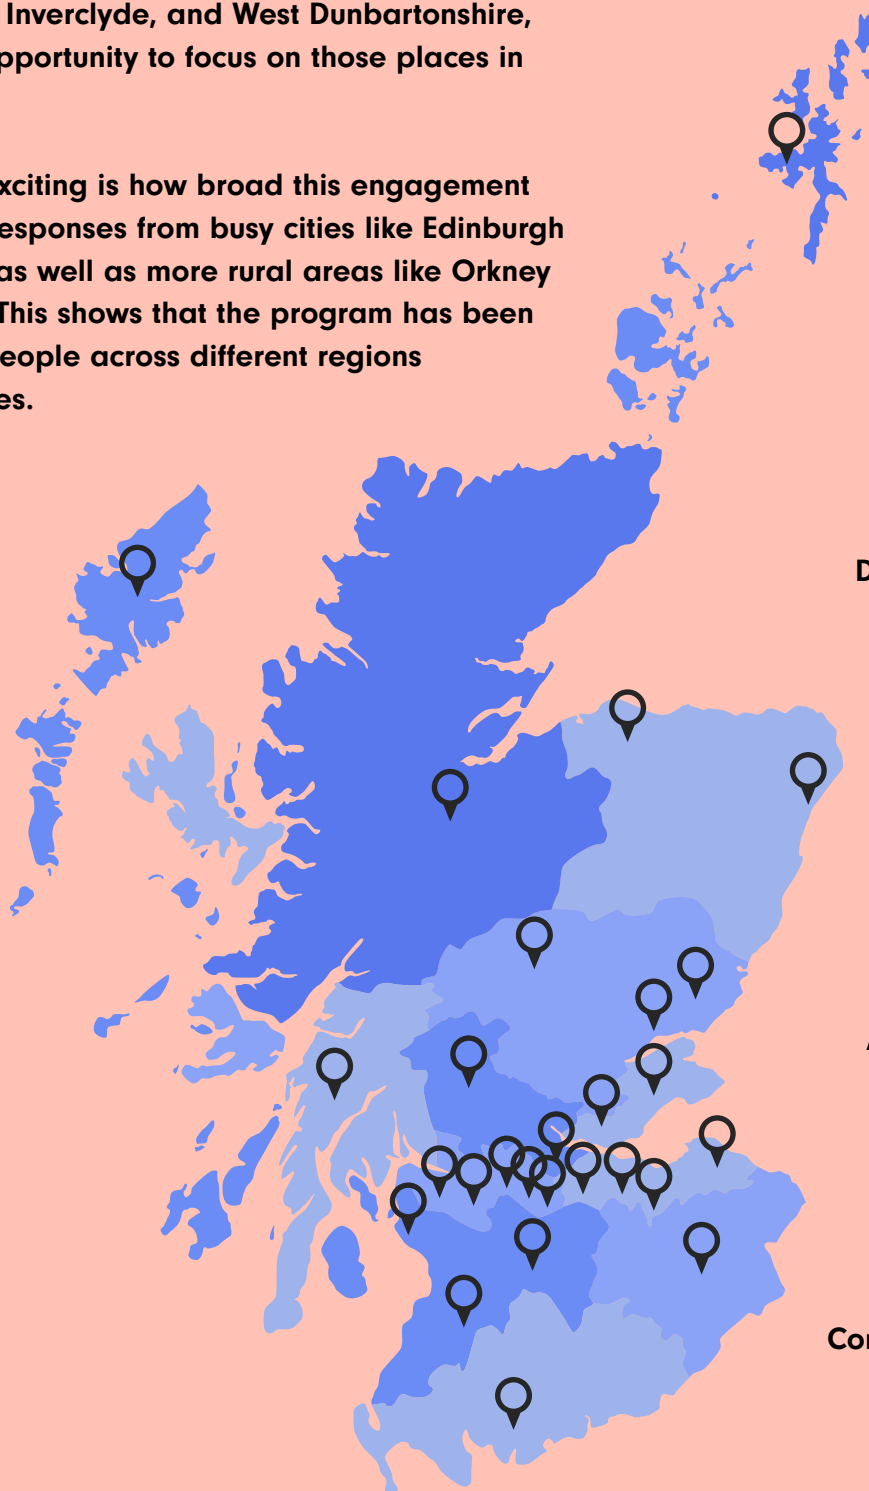 Inverclyde, and West Dunbartonshire,
pportunity to focus on those places in
xciting is how broad this engagement
esponses from busy cities like Edinburgh
as well as more rural areas like Orkney
This shows that the program has been
eople across different regions
es.
D
Cor